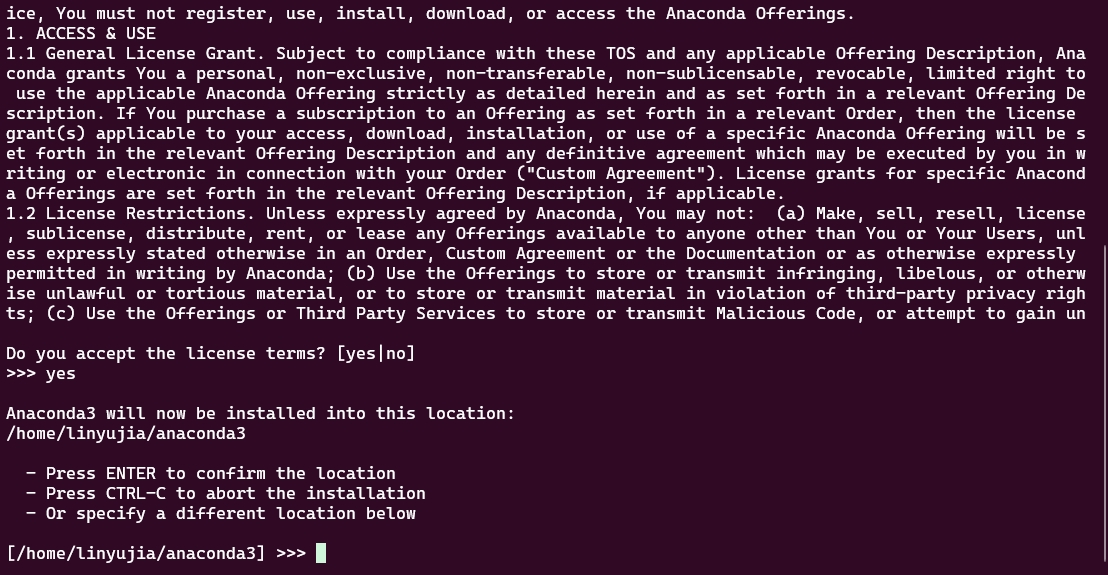 ice, You must not register, use, install, download, or access the Anaconda Offerings.
1. ACCESS & USE
1.1 General License Grant. Subject to compliance with these TOS and any applicable Offering Description, Ana
conda grants You a personal, non-exclusive, non-transferable, non-sublicensable, revocable, limited right to
 use the applicable Anaconda Offering strictly as detailed herein and as set forth in a relevant Offering De
scription. If You purchase a subscription to an Offering as set forth in a relevant Order, then the license
grant(s) applicable to your access, download, installation, or use of a specific Anaconda Offering will be s
et forth in the relevant Offering Description and any definitive agreement which may be executed by you in w
riting or electronic in connection with your Order ("Custom Agreement"). License grants for specific Anacond
a Offerings are set forth in the relevant Offering Description, if applicable.
1.2 License Restrictions. Unless expressly agreed by Anaconda, You may not:  (a) Make, sell, resell, license
, sublicense, distribute, rent, or lease any Offerings available to anyone other than You or Your Users, unl
ess expressly stated otherwise in an Order, Custom Agreement or the Documentation or as otherwise expressly
permitted in writing by Anaconda; (b) Use the Offerings to store or transmit infringing, libelous, or otherw
ise unlawful or tortious material, or to store or transmit material in violation of third-party privacy righ
ts; (c) Use the Offerings or Third Party Services to store or transmit Malicious Code, or attempt to gain un
Do you accept the license terms? [yes|no]
>>> yes
Anaconda3 will now be installed into this location:
/home/linyujia/anaconda3
  - Press ENTER to confirm the location
  - Press CTRL-C to abort the installation
  - Or specify a different location below
[/home/linyujia/anaconda3] >>>